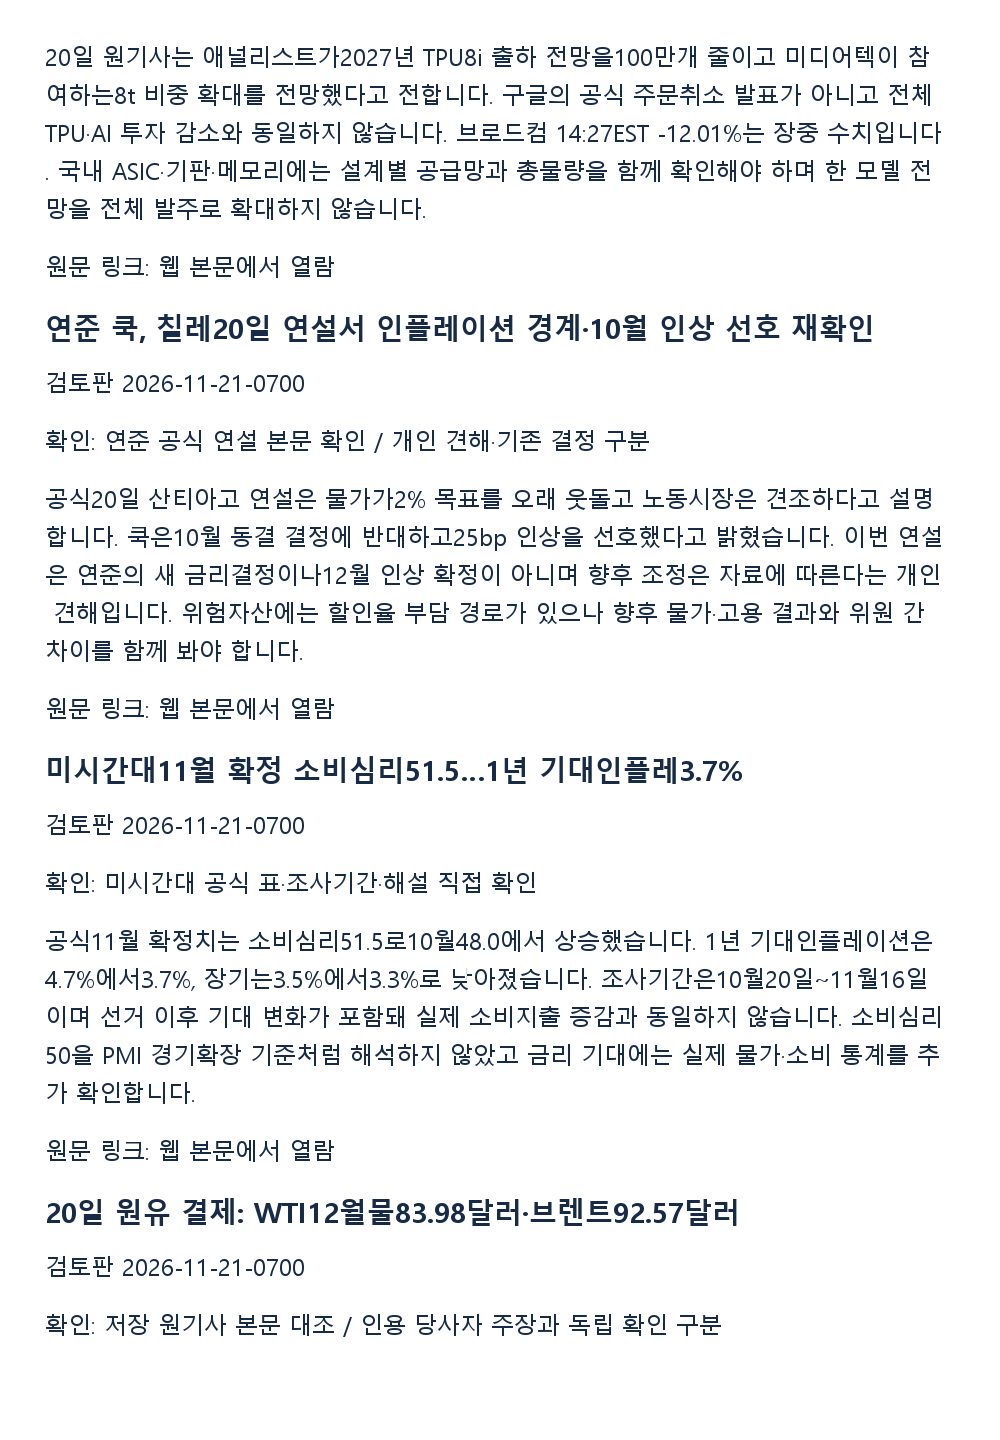 20일 원기사는 애널리스트가2027년 TPU8i 출하 전망을100만개 줄이고 미디어텍이 참
여하는8t 비중 확대를 전망했다고 전합니다. 구글의 공식 주문취소 발표가 아니고 전체
TPU·AI 투자 감소와 동일하지 않습니다. 브로드컴 14:27EST -12.01%는 장중 수치입니다
. 국내 ASIC·기판·메모리에는 설계별 공급망과 총물량을 함께 확인해야 하며 한 모델 전
망을 전체 발주로 확대하지 않습니다.
원문 링크: 웹 본문에서 열람
연준 쿡, 칠레20일 연설서 인플레이션 경계·10월 인상 선호 재확인
검토판 2026-11-21-0700
확인: 연준 공식 연설 본문 확인 / 개인 견해·기존 결정 구분
공식20일 산티아고 연설은 물가가2% 목표를 오래 웃돌고 노동시장은 견조하다고 설명
합니다. 쿡은10월 동결 결정에 반대하고25bp 인상을 선호했다고 밝혔습니다. 이번 연설
은 연준의 새 금리결정이나12월 인상 확정이 아니며 향후 조정은 자료에 따른다는 개인
견해입니다. 위험자산에는 할인율 부담 경로가 있으나 향후 물가·고용 결과와 위원 간
차이를 함께 봐야 합니다.
원문 링크: 웹 본문에서 열람
미시간대11월 확정 소비심리51.5…1년 기대인플레3.7%
검토판 2026-11-21-0700
확인: 미시간대 공식 표·조사기간·해설 직접 확인
공식11월 확정치는 소비심리51.5로10월48.0에서 상승했습니다. 1년 기대인플레이션은
4.7%에서3.7%, 장기는3.5%에서3.3%로 낮아졌습니다. 조사기간은10월20일~11월16일
이며 선거 이후 기대 변화가 포함돼 실제 소비지출 증감과 동일하지 않습니다. 소비심리
50을 PMI 경기확장 기준처럼 해석하지 않았고 금리 기대에는 실제 물가·소비 통계를 추
가 확인합니다.
원문 링크: 웹 본문에서 열람
20일 원유 결제: WTI12월물83.98달러·브렌트92.57달러
검토판 2026-11-21-0700
확인: 저장 원기사 본문 대조 / 인용 당사자 주장과 독립 확인 구분